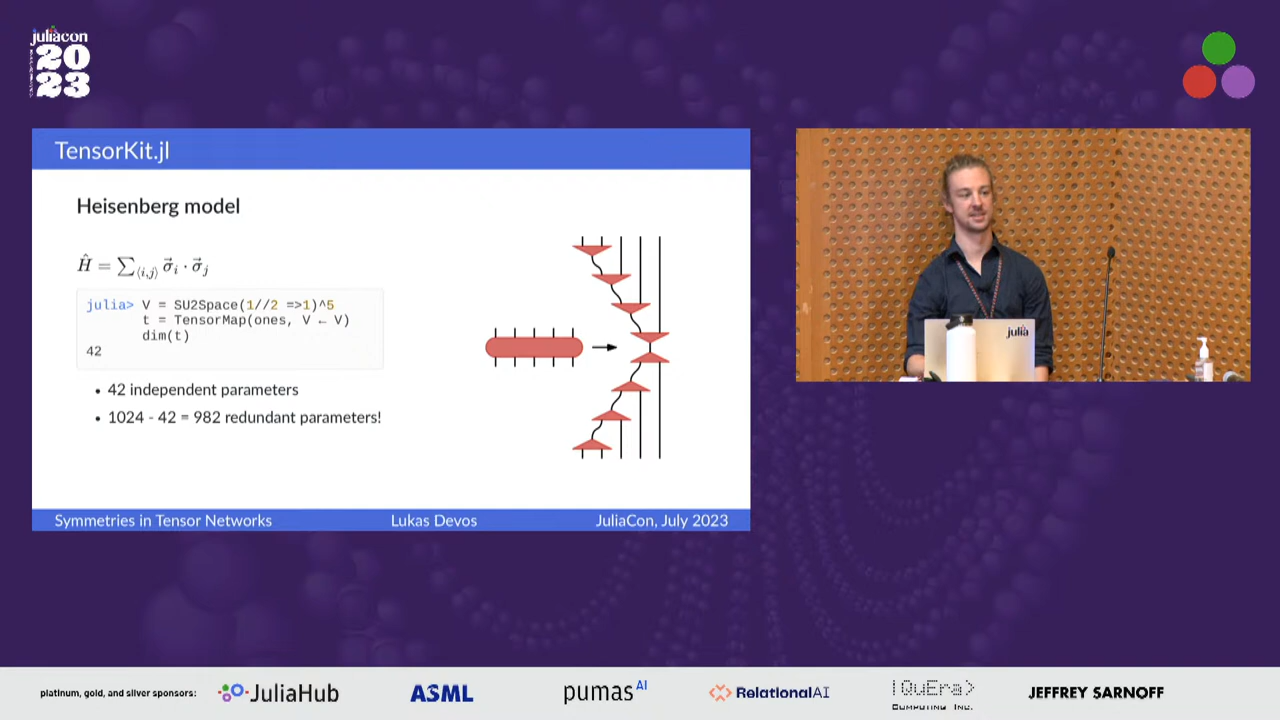 juliacon
20
23
TensorKit.jl
Heisenberg model
Ĥ = ∑⟨i,j⟩ σ⃗i · σ⃗j
julia> V = SU2Space(1//2 =>1)^5
t = TensorMap(ones, V ← V)
dim(t)
42
• 42 independent parameters
• 1024 - 42 = 982 redundant parameters!
Symmetries in Tensor Networks Lukas Devos JuliaCon, July 2023
julia
platinum, gold, and silver sponsors: JuliaHub ASML pumas AI RelationalAI |QuEra> JEFFREY SARNOFF
COMPUTING INC.